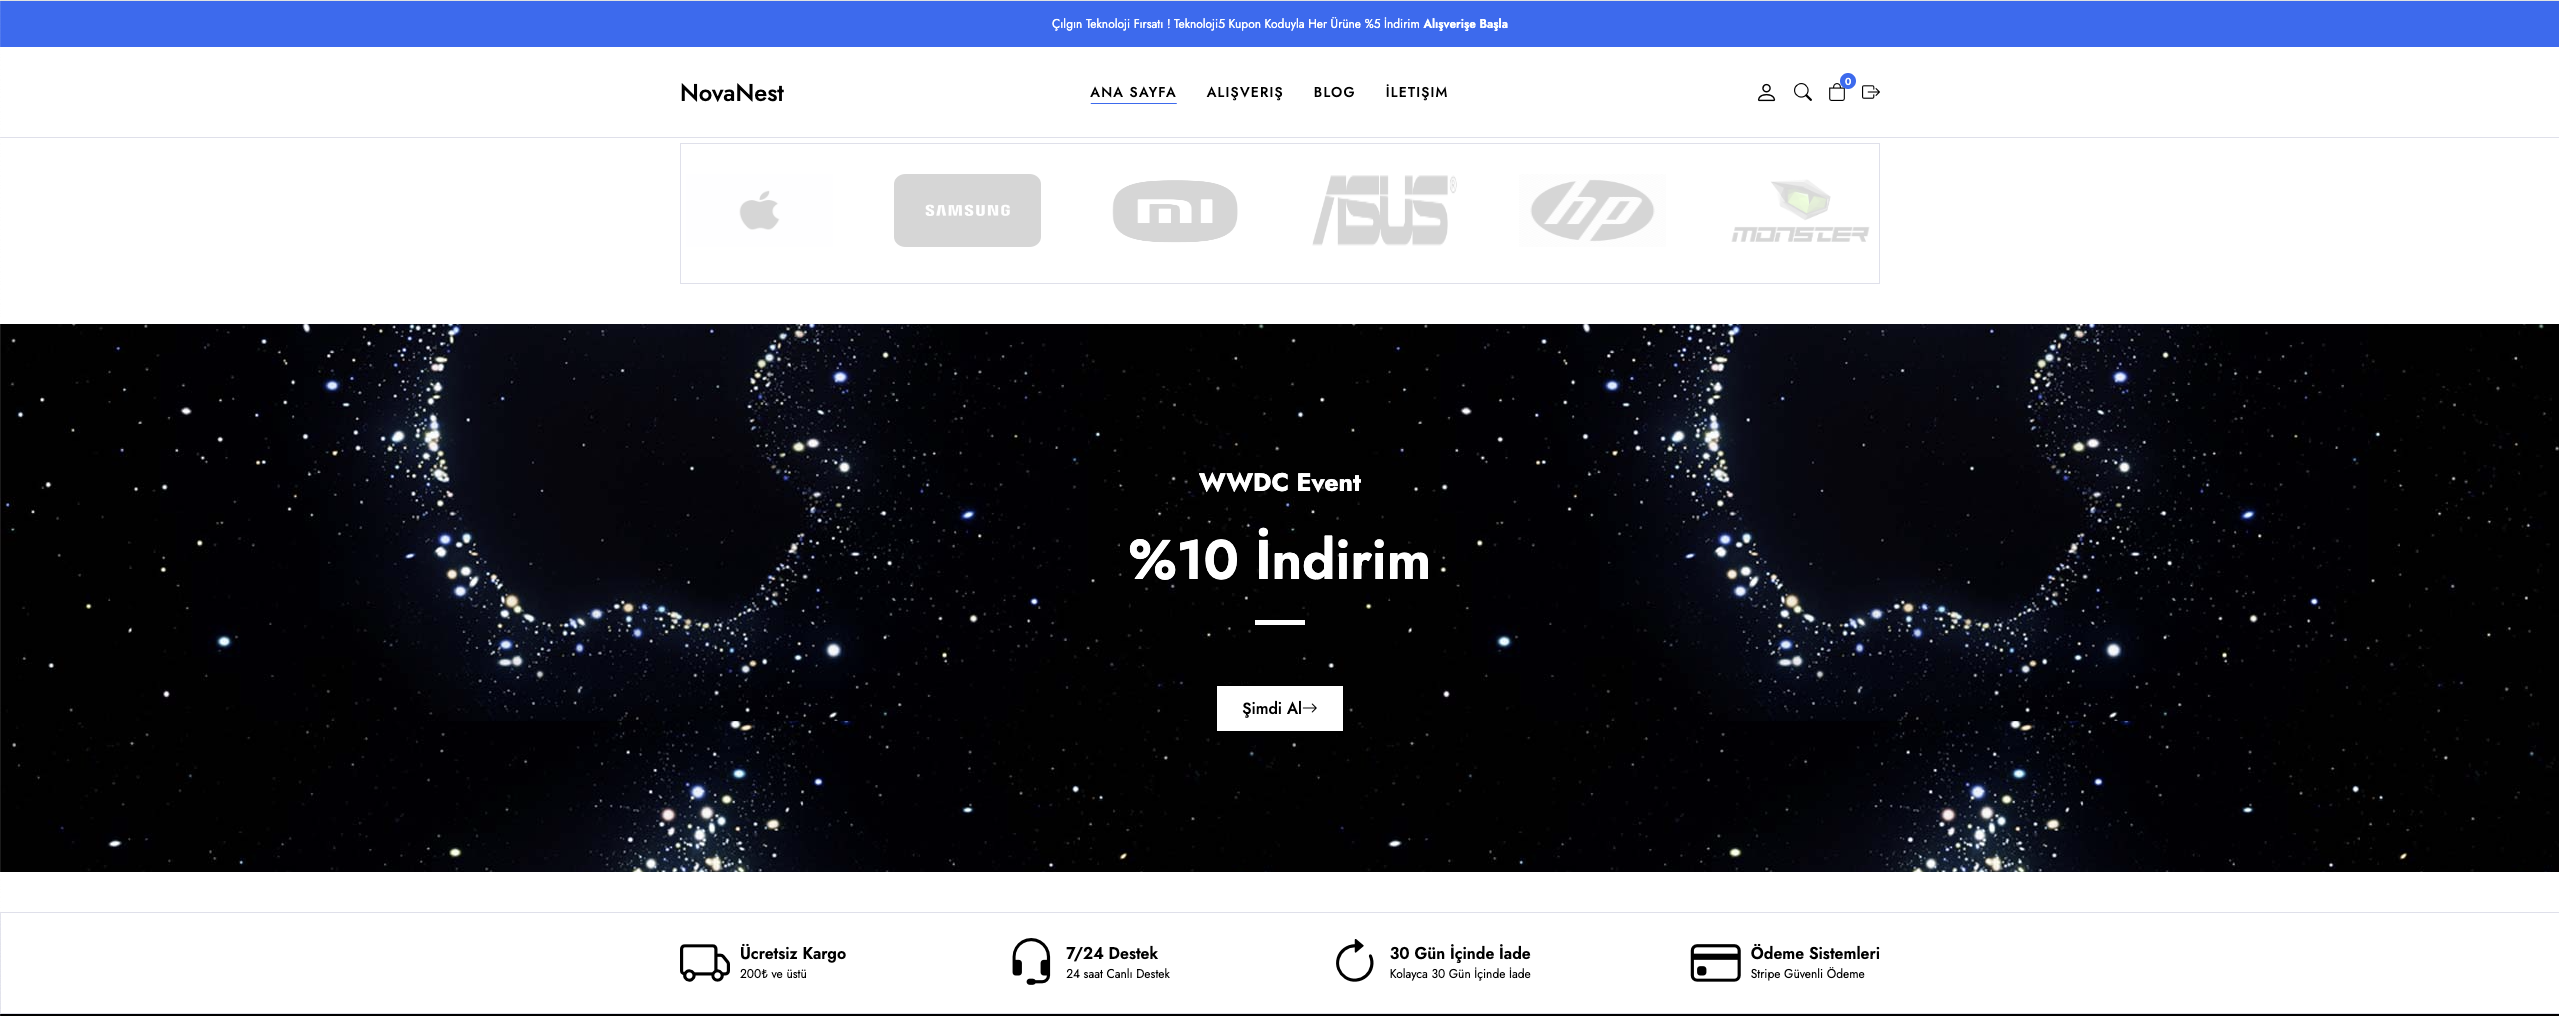 Çılgın Teknoloji Fırsatı ! Teknoloji5 Kupon Koduyla Her Ürüne %5 İndirim Alışverişe Başla
NovaNest
ANA SAYFA
ALIŞVERIŞ
BLOG
İLETIŞIM
0
SAMSUNG
mi
ASUS®
hp
MONSTER
WWDC Event
%10 İndirim
Şimdi Al→
Ücretsiz Kargo
200₺ ve üstü
7/24 Destek
24 saat Canlı Destek
30 Gün İçinde İade
Kolayca 30 Gün İçinde İade
Ödeme Sistemleri
Stripe Güvenli Ödeme